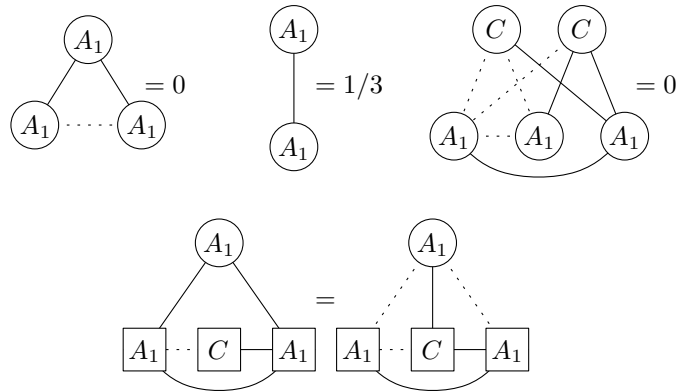 A₁ A₁ C C
= 0 = 1/3 = 0
A₁ A₁ A₁ A₁ A₁ A₁
A₁ A₁
=
A₁ C A₁ A₁ C A₁